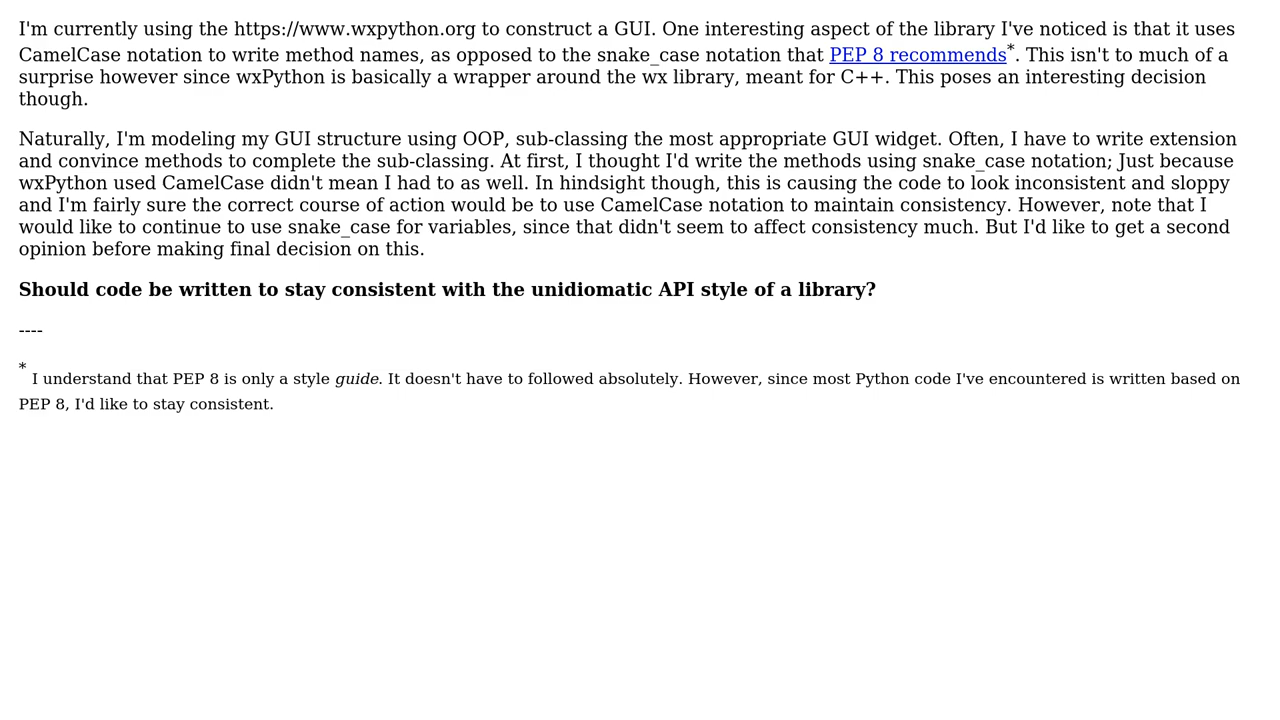 I'm currently using the https://www.wxpython.org to construct a GUI. One interesting aspect of the library I've noticed is that it uses
CamelCase notation to write method names, as opposed to the snake_case notation that PEP 8 recommends*. This isn't to much of a
surprise however since wxPython is basically a wrapper around the wx library, meant for C++. This poses an interesting decision
though.
Naturally, I'm modeling my GUI structure using OOP, sub-classing the most appropriate GUI widget. Often, I have to write extension
and convince methods to complete the sub-classing. At first, I thought I'd write the methods using snake_case notation; Just because
wxPython used CamelCase didn't mean I had to as well. In hindsight though, this is causing the code to look inconsistent and sloppy
and I'm fairly sure the correct course of action would be to use CamelCase notation to maintain consistency. However, note that I
would like to continue to use snake_case for variables, since that didn't seem to affect consistency much. But I'd like to get a second
opinion before making final decision on this.
Should code be written to stay consistent with the unidiomatic API style of a library?
----
* I understand that PEP 8 is only a style guide. It doesn't have to followed absolutely. However, since most Python code I've encountered is written based on
PEP 8, I'd like to stay consistent.